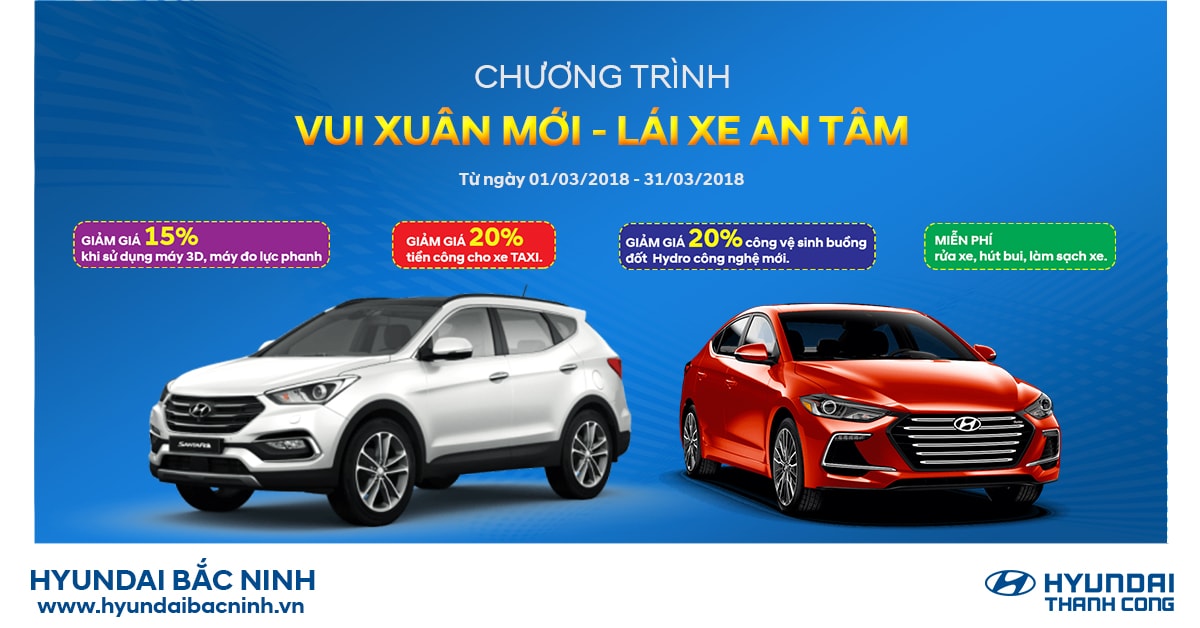 CHƯƠNG TRÌNH
VUI XUÂN MỚI - LÁI XE AN TÂM
Từ ngày 01/03/2018 - 31/03/2018
GIẢM GIÁ 15%
khi sử dụng máy 3D, máy đo lực phanh
GIẢM GIÁ 20%
tiền công cho xe TAXI.
GIẢM GIÁ 20% công vệ sinh buồng
đốt Hydro công nghệ mới.
MIỄN PHÍ
rửa xe, hút bui, làm sạch xe.
SANTAFE
HYUNDAI BẮC NINH
www.hyundaibacninh.vn
HYUNDAI
THANH CONG